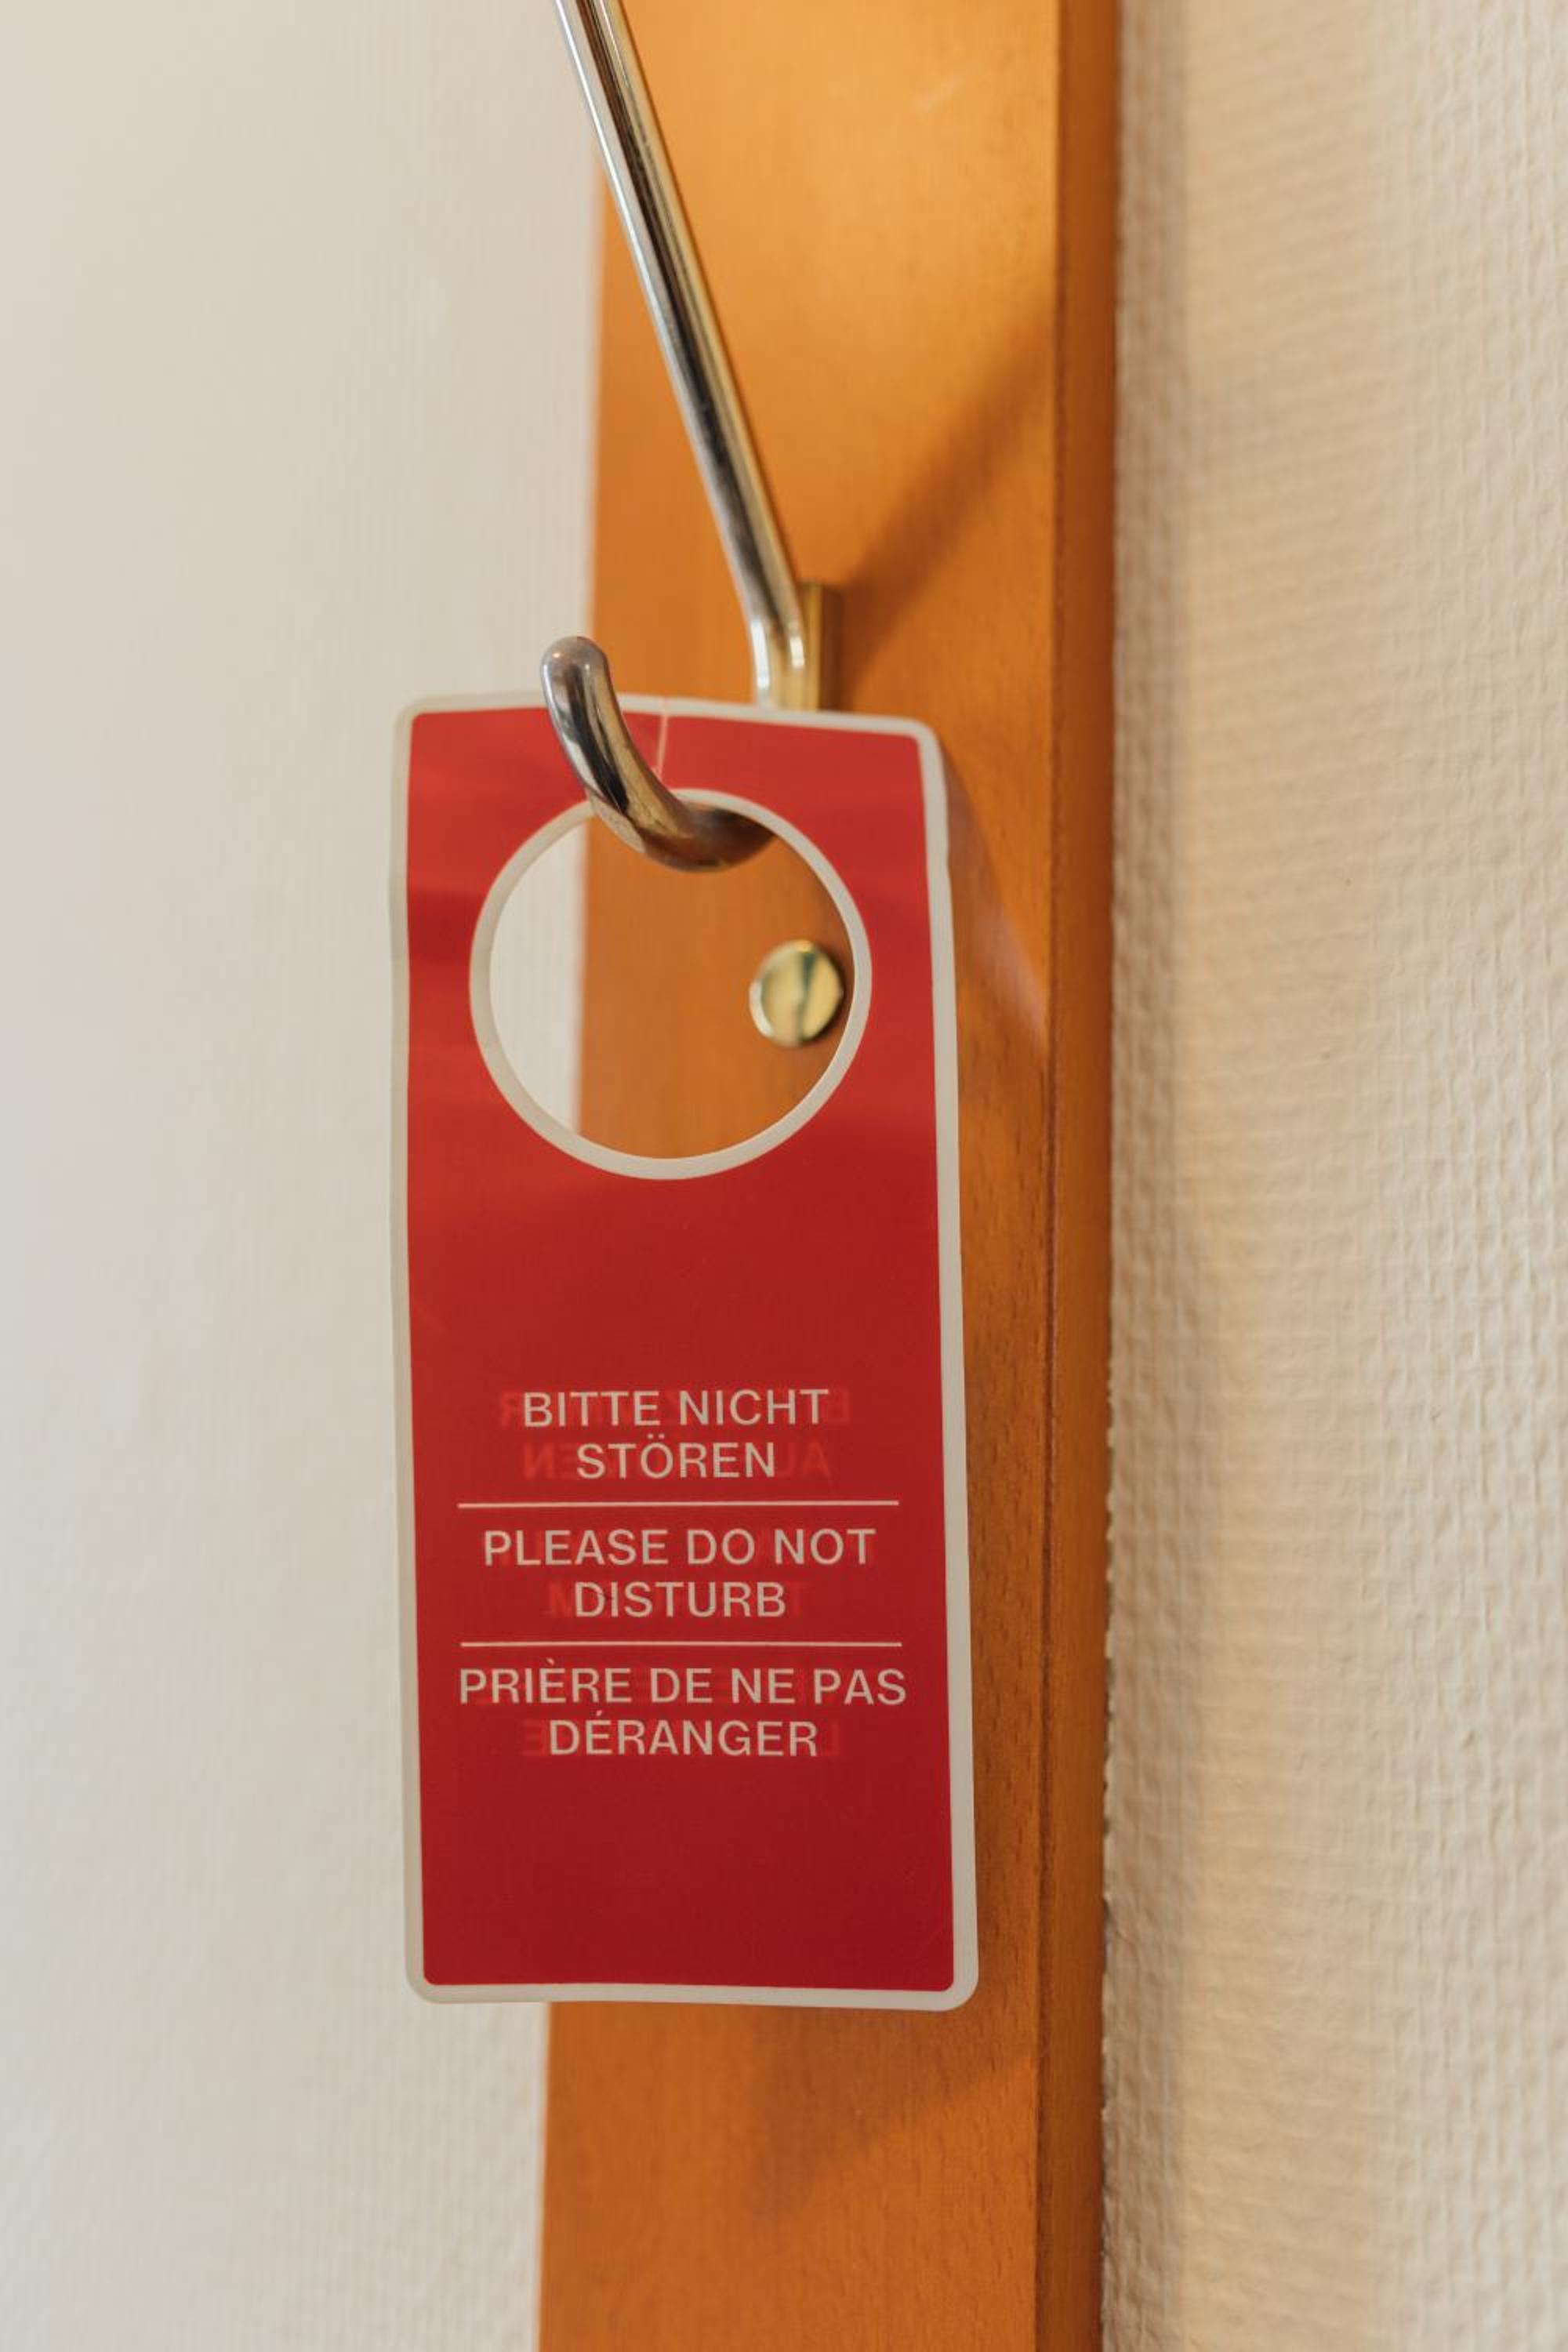 BITTE NICHT
STÖREN
PLEASE DO NOT
DISTURB
PRIÈRE DE NE PAS
DÉRANGER